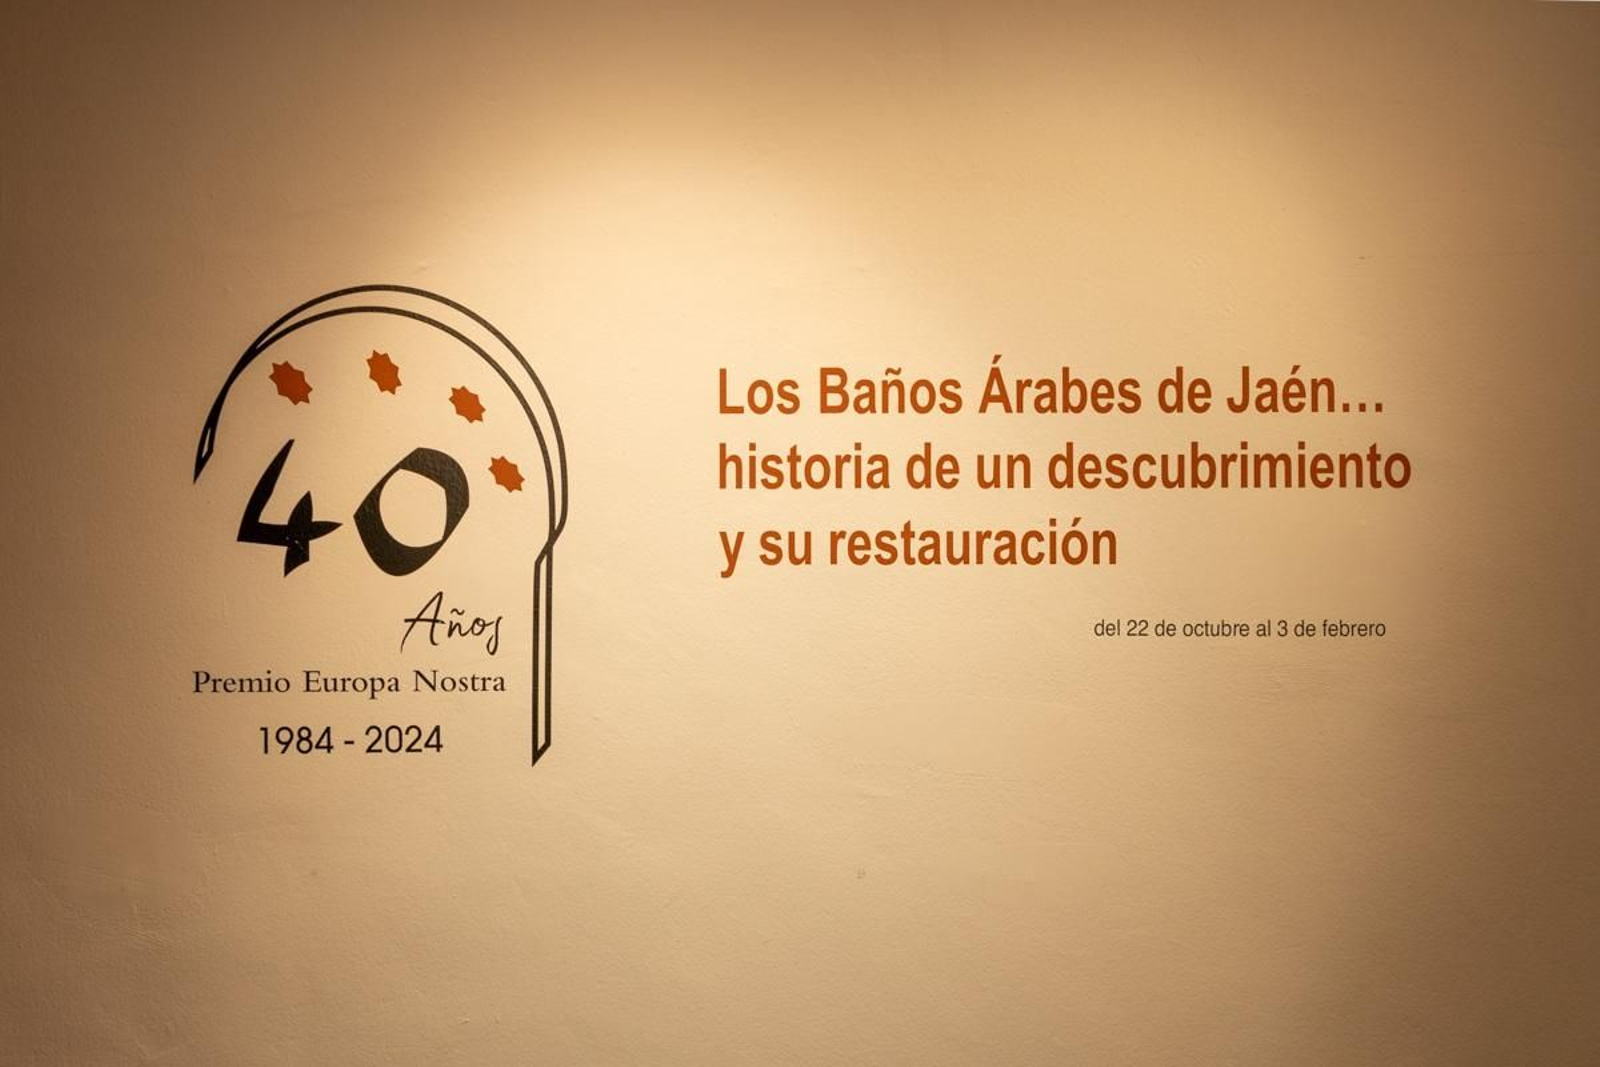 40
Años
Premio Europa Nostra
1984 - 2024
Los Baños Árabes de Jaén...
historia de un descubrimiento
y su restauración
del 22 de octubre al 3 de febrero